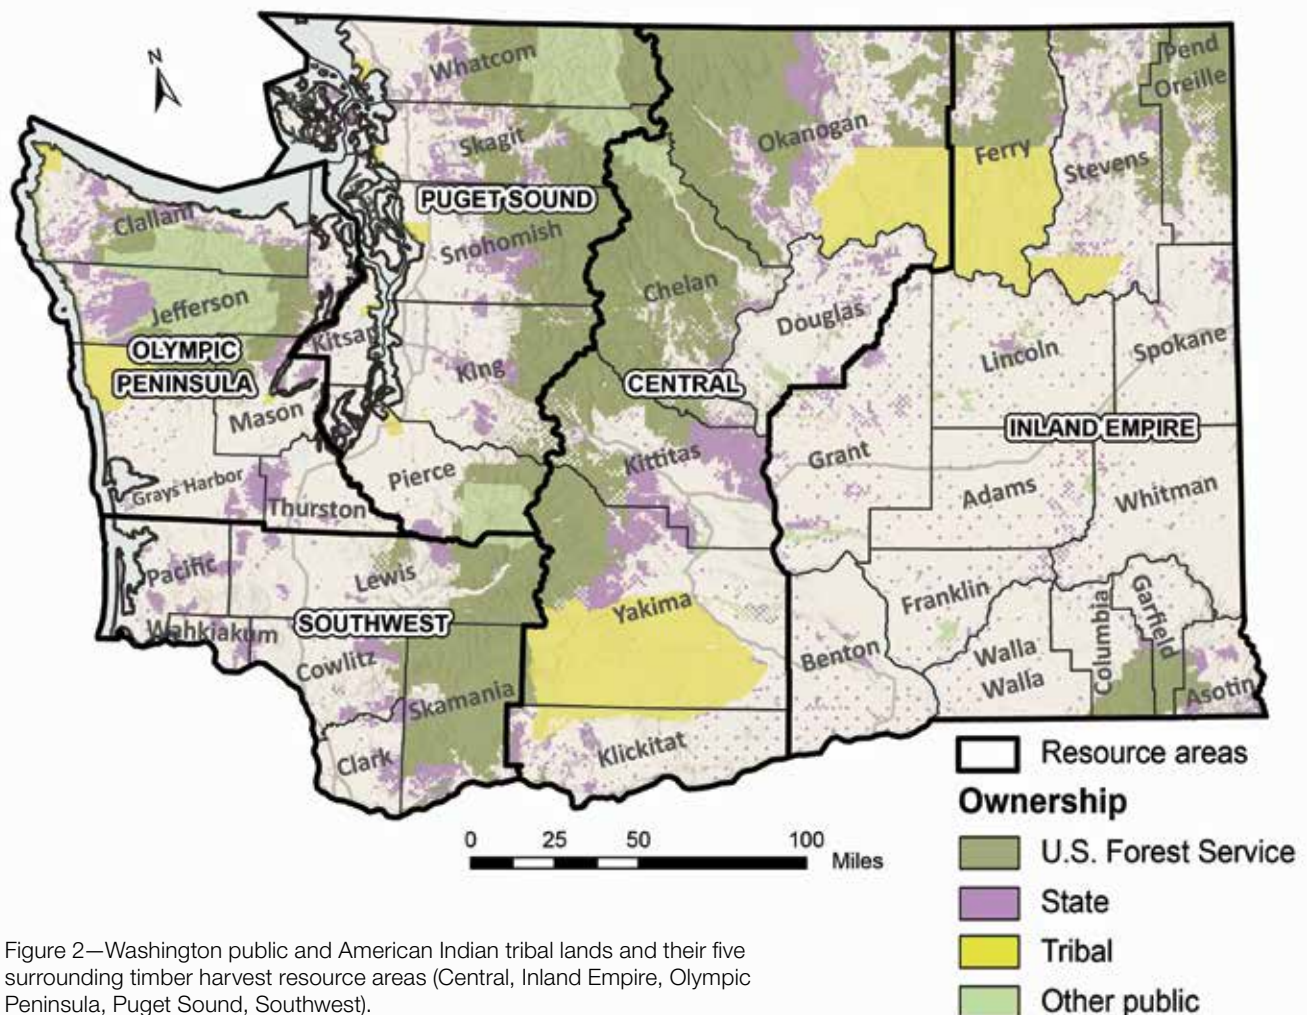 N
Whatcom
Pend
Oreille
Okanogan
Skagit
Ferry
Stevens
PUGET SOUND
Clallam
Snohomish
Chelan
Jefferson
Douglas
Kitsap
OLYMPIC
PENINSULA
Lincoln
Spokane
King
CENTRAL
Mason
INLAND EMPIRE
Kittitas
Grant
Pierce
Grays Harbor
Thurston
Adams
Whitman
Pacific
Lewis
Yakima
Franklin
Garfield
Columbia
SOUTHWEST
Wahkiakum
Cowlitz
Benton
Walla
Walla
Skamania
Asotin
Klickitat
Clark
0 25 50 100
Miles
Resource areas
Ownership
U.S. Forest Service
State
Tribal
Other public
Figure 2—Washington public and American Indian tribal lands and their five
surrounding timber harvest resource areas (Central, Inland Empire, Olympic
Peninsula, Puget Sound, Southwest).